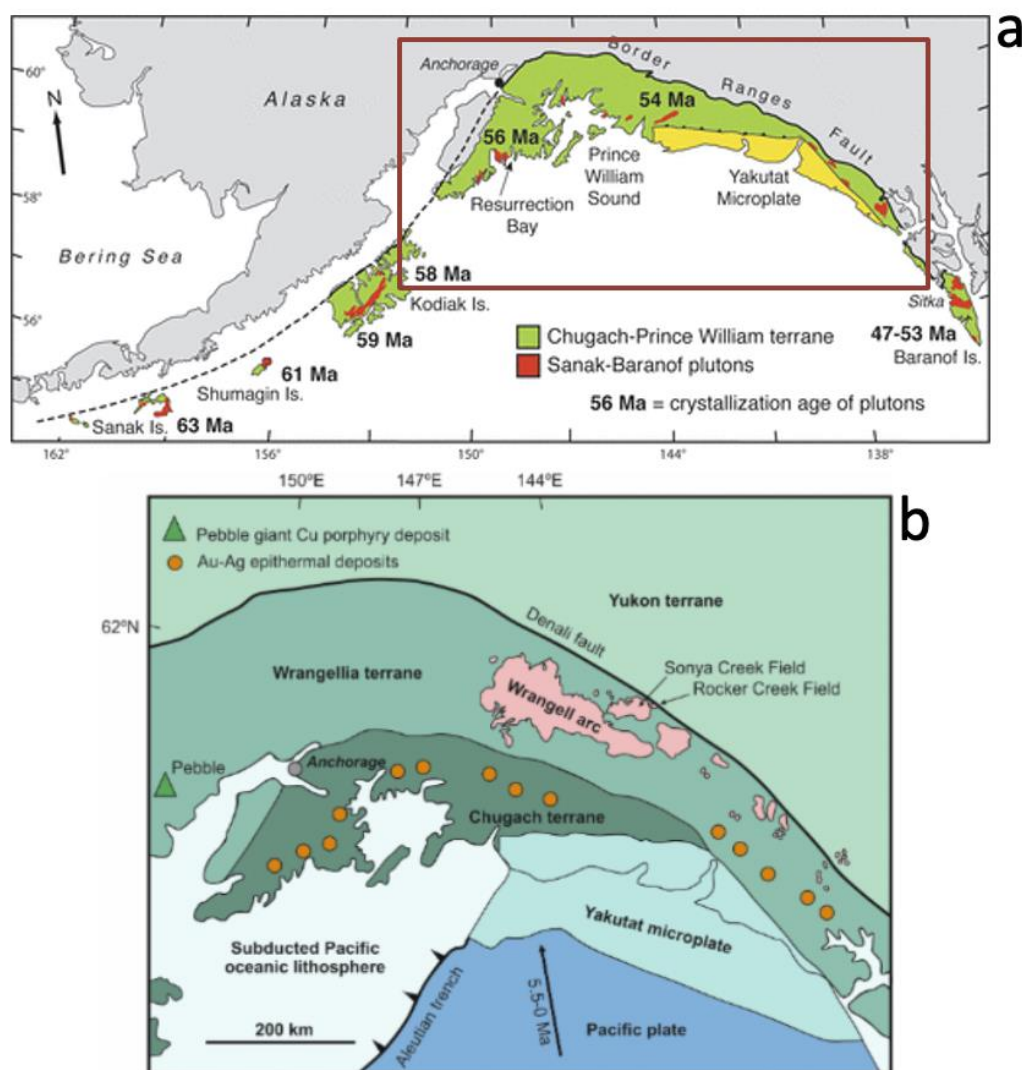 a
Border
Ranges
Fault
Anchorage
60°
N
Alaska
54 Ma
56 Ma
Prince
William
Sound
Yakutat
Microplate
Resurrection
Bay
58°
Bering Sea
58 Ma
Kodiak Is.
Sitka
56°
59 Ma
Chugach-Prince William terrane
47-53 Ma
Baranof Is.
Sanak-Baranof plutons
61 Ma
Shumagin Is.
56 Ma = crystallization age of plutons
Sanak Is. 63 Ma
162°
156°
150°
144°
138°
150°E
147°E
144°E
b
Pebble giant Cu porphyry deposit
Au-Ag epithermal deposits
Yukon terrane
62°N
Denali fault
Wrangellia terrane
Sonya Creek Field
Rocker Creek Field
Wrangell arc
Pebble
Anchorage
Chugach terrane
Yakutat microplate
Subducted Pacific
oceanic lithosphere
Aleutian trench
5.5-0 Ma
200 km
Pacific plate